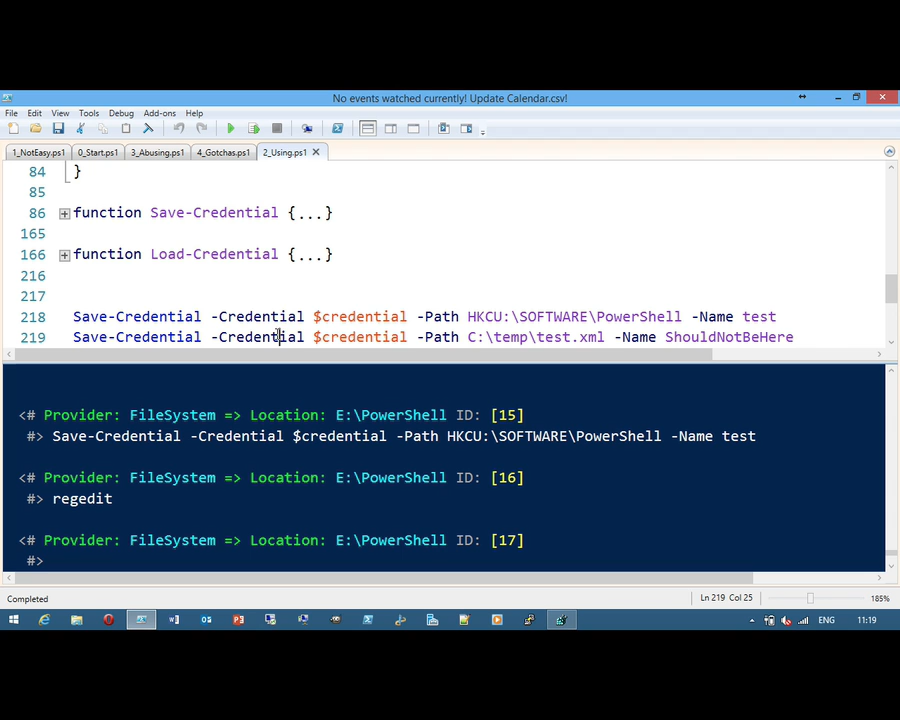 No events watched currently! Update Calendar.csv!
File Edit View Tools Debug Add-ons Help
1_NotEasy.ps1 0_Start.ps1 3_Abusing.ps1 4_Gotchas.ps1 2_Using.ps1
84 }
85
86 function Save-Credential {...}
165
166 function Load-Credential {...}
216
217
218 Save-Credential -Credential $credential -Path HKCU:\SOFTWARE\PowerShell -Name test
219 Save-Credential -Credential $credential -Path C:\temp\test.xml -Name ShouldNotBeHere
<# Provider: FileSystem => Location: E:\PowerShell ID: [15]
#> Save-Credential -Credential $credential -Path HKCU:\SOFTWARE\PowerShell -Name test
<# Provider: FileSystem => Location: E:\PowerShell ID: [16]
#> regedit
<# Provider: FileSystem => Location: E:\PowerShell ID: [17]
#>
Completed Ln 219 Col 25 185%
ENG 11:19